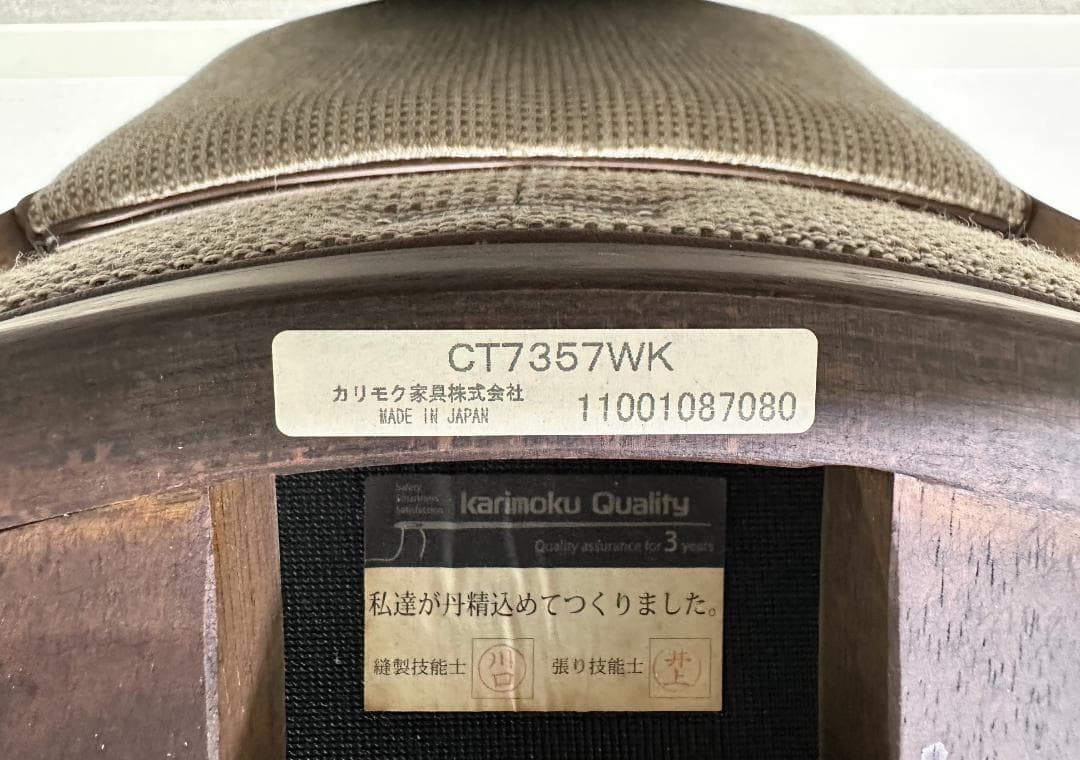 CT7357WK
カリモク家具株式会社
MADE IN JAPAN
11001087080
Safety
Satisfaction
karimoku Quality
Quality assurance for 3 years
私達が丹精込めてつくりました。
縫製技能士 川口 張り技能士 井上